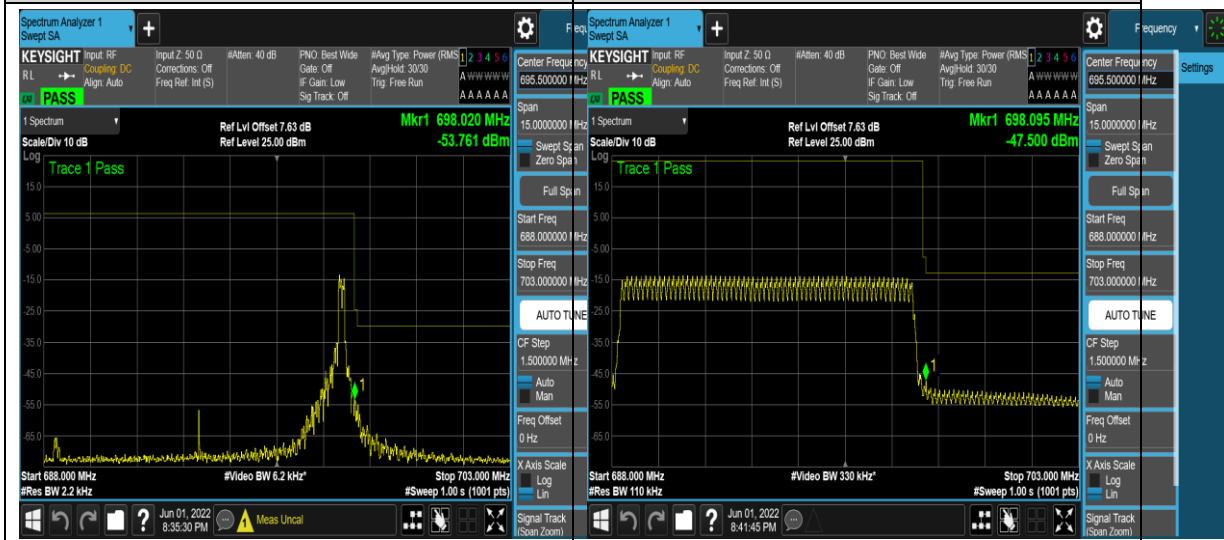 Spectrum Analyzer 1
Swept SA
KEYSIGHT
RL
Input: RF
Coupling: DC
Align: Auto
Input Z: 50 Ω
Corrections: Off
Freq Ref: Int (S)
#Atten: 40 dB
PNO: Best Wide
Gate: Off
IF Gain: Low
Sig Track: Off
#Avg Type: Power (RMS
Avg|Hold: 30/30
Trig: Free Run
1 2 3 4 5 6
A W W W W W
A A A A A A
PASS
1 Spectrum
Scale/Div 10 dB
Log
Ref Lvl Offset 7.63 dB
Ref Level 25.00 dBm
Mkr1 698.020 MHz
-53.761 dBm
Trace 1 Pass
15.0
5.00
-5.00
-15.0
-25.0
-35.0
-45.0
-55.0
-65.0
1
Start 688.000 MHz
#Res BW 2.2 kHz
#Video BW 6.2 kHz*
Stop 703.000 MHz
#Sweep 1.00 s (1001 pts)
?
Jun 01, 2022
8:35:30 PM
Meas Uncal
Frequ
Center Frequency
695.500000 MHz
Span
15.0000000 MHz
Swept Span
Zero Span
Full Span
Start Freq
688.000000 MHz
Stop Freq
703.000000 MHz
AUTO TUNE
CF Step
1.500000 MHz
Auto
Man
Freq Offset
0 Hz
X Axis Scale
Log
Lin
Signal Track
(Span Zoom)
Spectrum Analyzer 1
Swept SA
KEYSIGHT
RL
Input: RF
Coupling: DC
Align: Auto
Input Z: 50 Ω
Corrections: Off
Freq Ref: Int (S)
#Atten: 40 dB
PNO: Best Wide
Gate: Off
IF Gain: Low
Sig Track: Off
#Avg Type: Power (RMS
Avg|Hold: 30/30
Trig: Free Run
1 2 3 4 5 6
A W W W W W
A A A A A A
PASS
1 Spectrum
Scale/Div 10 dB
Log
Ref Lvl Offset 7.63 dB
Ref Level 25.00 dBm
Mkr1 698.095 MHz
-47.500 dBm
Trace 1 Pass
15.0
5.00
-5.00
-15.0
-25.0
-35.0
-45.0
-55.0
-65.0
1
Start 688.000 MHz
#Res BW 110 kHz
#Video BW 330 kHz*
Stop 703.000 MHz
#Sweep 1.00 s (1001 pts)
?
Jun 01, 2022
8:41:45 PM
Frequency
Settings
Center Frequency
695.500000 MHz
Span
15.0000000 MHz
Swept Span
Zero Span
Full Span
Start Freq
688.000000 MHz
Stop Freq
703.000000 MHz
AUTO TUNE
CF Step
1.500000 MHz
Auto
Man
Freq Offset
0 Hz
X Axis Scale
Log
Lin
Signal Track
(Span Zoom)